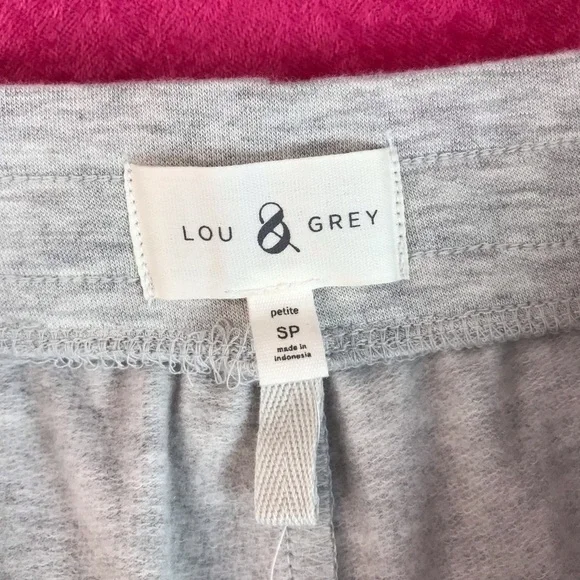 LOU & GREY
petite
SP
made in
indonesia